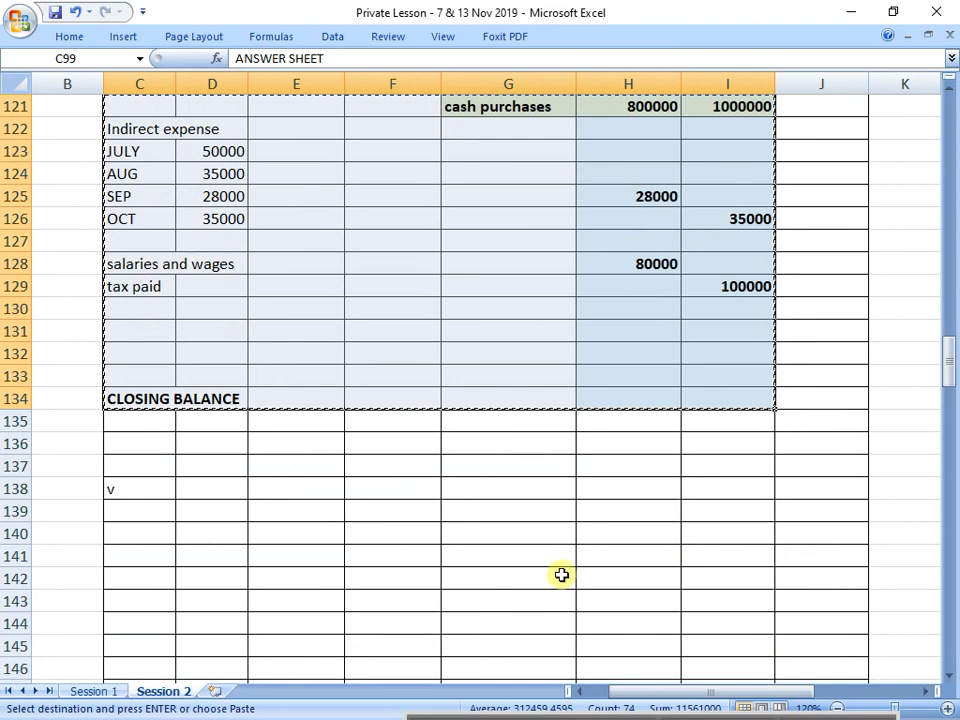 Private Lesson - 7 & 13 Nov 2019 - Microsoft Excel
Home Insert Page Layout Formulas Data Review View Foxit PDF
C99 fx ANSWER SHEET
B C D E F G H I J K
121 cash purchases 800000 1000000
122 Indirect expense
123 JULY 50000
124 AUG 35000
125 SEP 28000 28000
126 OCT 35000 35000
127
128 salaries and wages 80000
129 tax paid 100000
130
131
132
133
134 CLOSING BALANCE
135
136
137
138 v
139
140
141
142
143
144
145
146
Session 1 Session 2
Select destination and press ENTER or choose Paste Average: 312459.4595 Count: 74 Sum: 11561000 120%